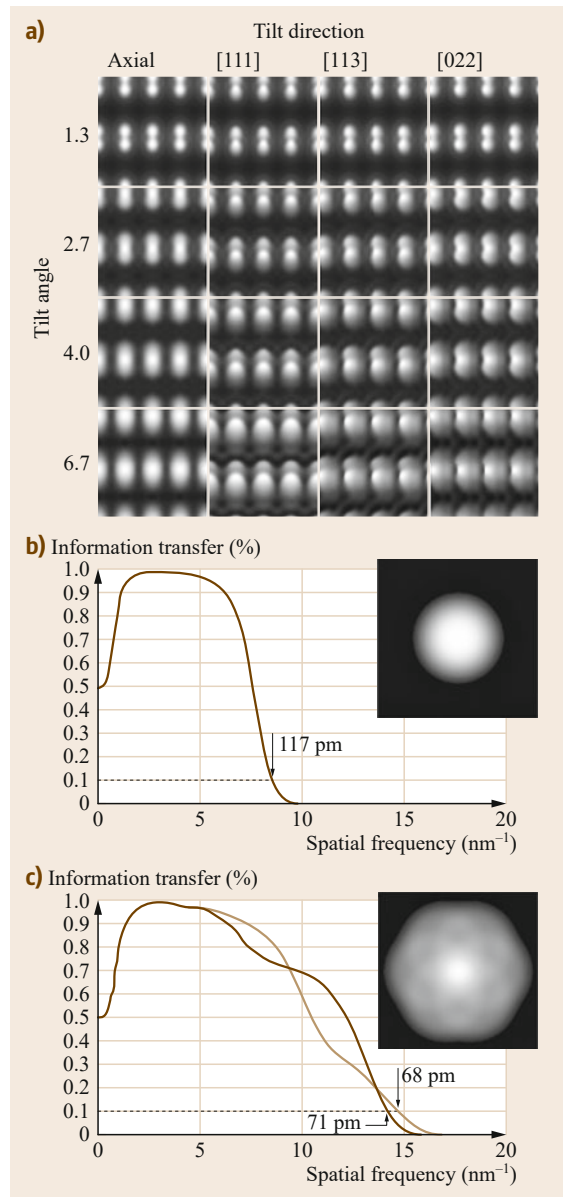 a) Tilt direction
Axial [111] [113] [022]
Tilt angle
1.3
2.7
4.0
6.7
b) Information transfer (%)
1.0
0.9
0.8
0.7
0.6
0.5
0.4
0.3
0.2
0.1
0
117 pm
0 5 10 15 20
Spatial frequency (nm⁻¹)
c) Information transfer (%)
1.0
0.9
0.8
0.7
0.6
0.5
0.4
0.3
0.2
0.1
0
68 pm
71 pm
0 5 10 15 20
Spatial frequency (nm⁻¹)